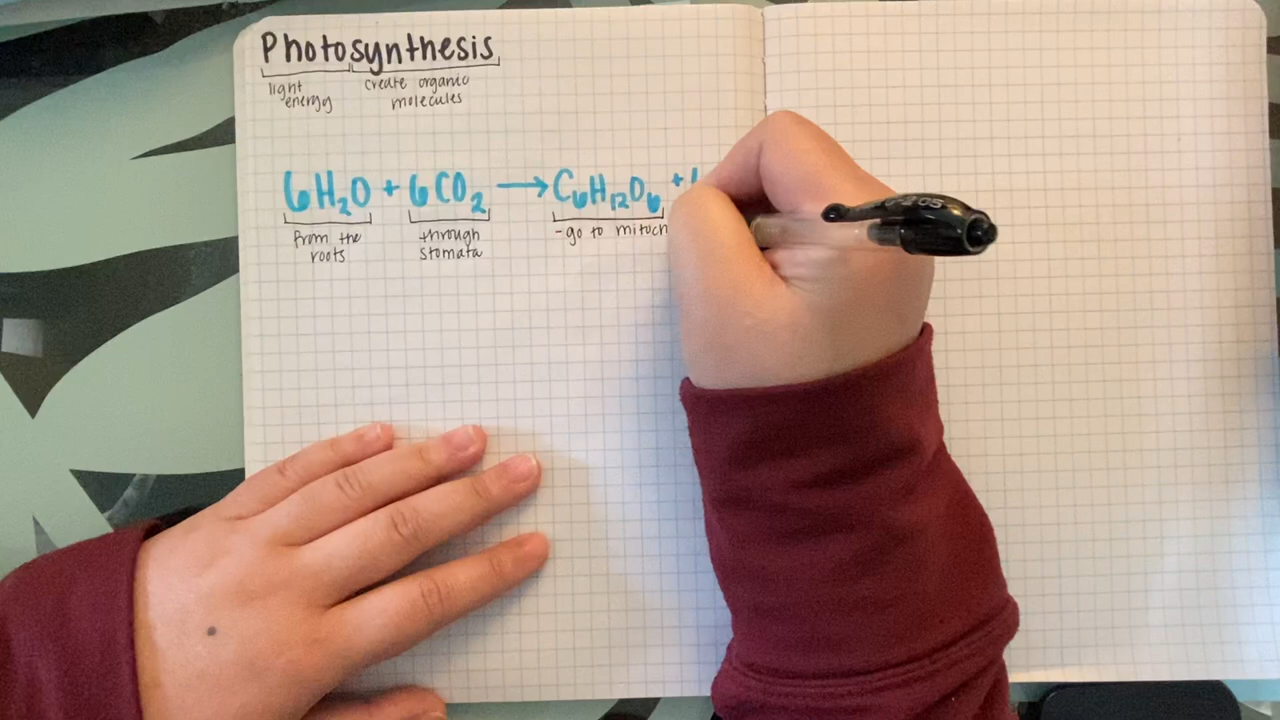 Photosynthesis
light
energy
create organic
molecules
6H₂O + 6CO₂ → C₆H₁₂O₆ +
from the
roots
through
stomata
- go to mitoch